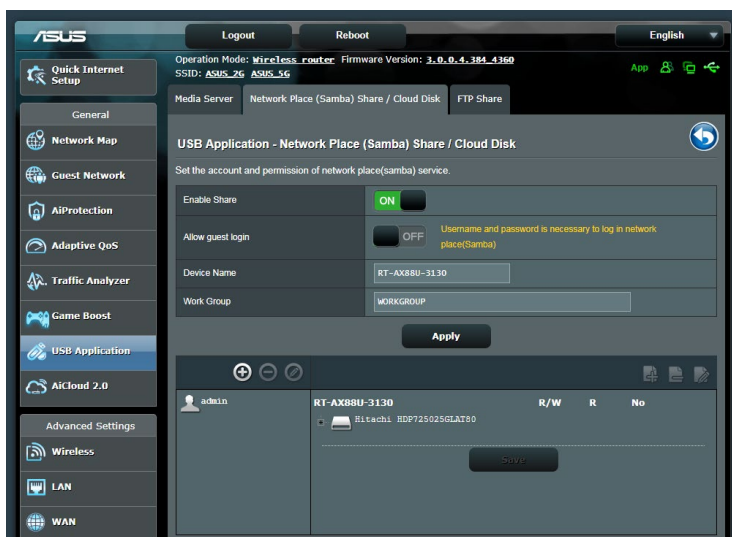 ASUS
Logout
Reboot
English
Quick Internet
Setup
Operation Mode: Wireless router Firmware Version: 3.0.0.4.384_4360
SSID: ASUS_2G ASUS_5G
App
General
Network Map
Guest Network
AiProtection
Adaptive QoS
Traffic Analyzer
Game Boost
USB Application
AiCloud 2.0
Advanced Settings
Wireless
LAN
WAN
Media Server
Network Place (Samba) Share / Cloud Disk
FTP Share
USB Application - Network Place (Samba) Share / Cloud Disk
Set the account and permission of network place(samba) service.
Enable Share
ON
Allow guest login
OFF
Username and password is necessary to log in network
place(Samba)
Device Name
RT-AX88U-3130
Work Group
WORKGROUP
Apply
admin
RT-AX88U-3130
R/W
R
No
Hitachi HDP725025GLAT80
Save